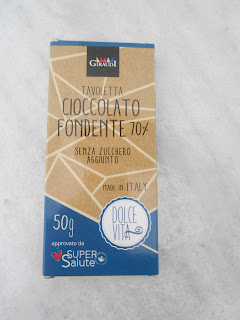 GIRAUDI
TAVOLETTA
CIOCCOLATO
FONDENTE 70%
SENZA ZUCCHERO
AGGIUNTO
MADE IN ITALY
50g
DOLCE
VITA
approvato da
SUPER
Salute